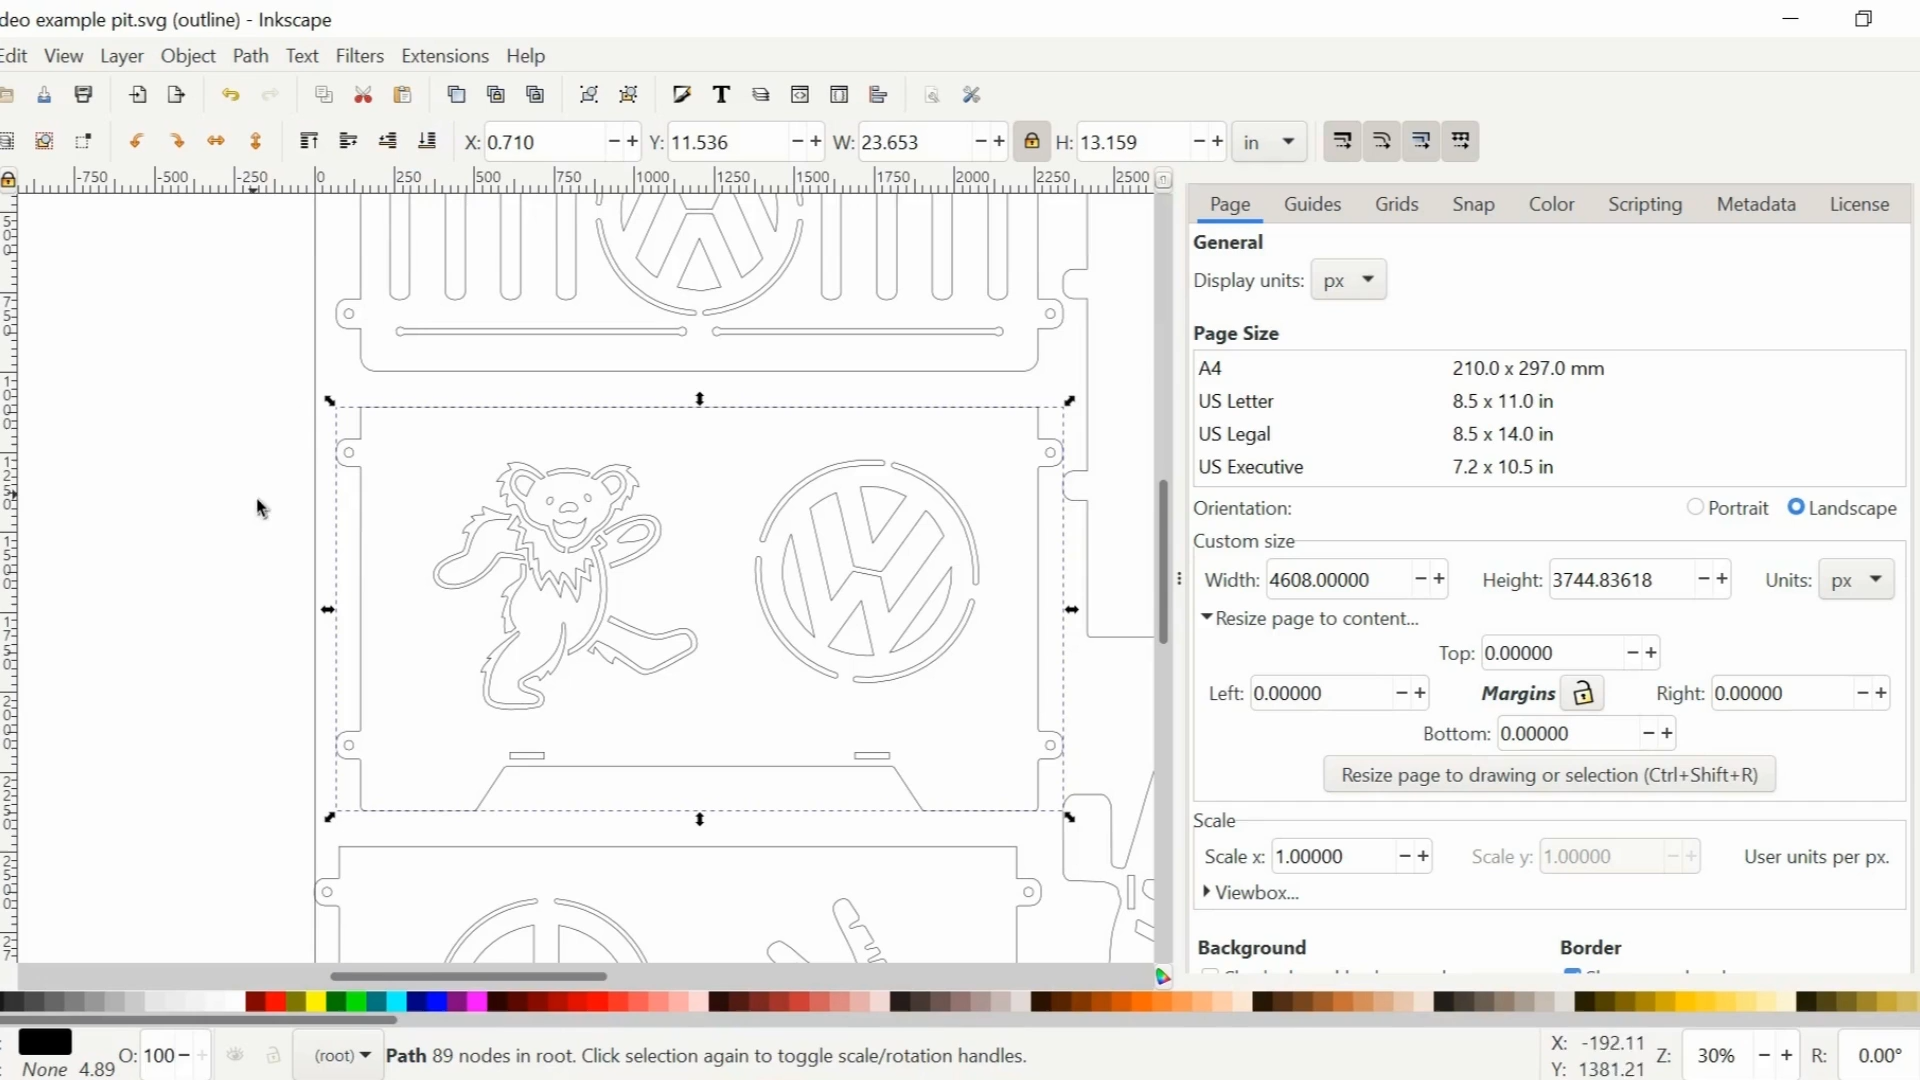 deo example pit.svg (outline) - Inkscape
Edit View Layer Object Path Text Filters Extensions Help
X: 0.710 Y: 11.536 W: 23.653 H: 13.159 in
-750 -500 -250 0 250 500 750 1000 1250 1500 1750 2000 2250 2500
Page Guides Grids Snap Color Scripting Metadata License
General
Display units: px
Page Size
A4 210.0 x 297.0 mm
US Letter 8.5 x 11.0 in
US Legal 8.5 x 14.0 in
US Executive 7.2 x 10.5 in
Orientation: Portrait Landscape
Custom size
Width: 4608.00000 Height: 3744.83618 Units: px
Resize page to content...
Top: 0.00000
Left: 0.00000 Margins Right: 0.00000
Bottom: 0.00000
Resize page to drawing or selection (Ctrl+Shift+R)
Scale
Scale x: 1.00000 Scale y: 1.00000 User units per px.
Viewbox...
Background Border
None 4.89 O: 100 (root) Path 89 nodes in root. Click selection again to toggle scale/rotation handles.
X: -192.11
Y: 1381.21
Z: 30% R: 0.00°